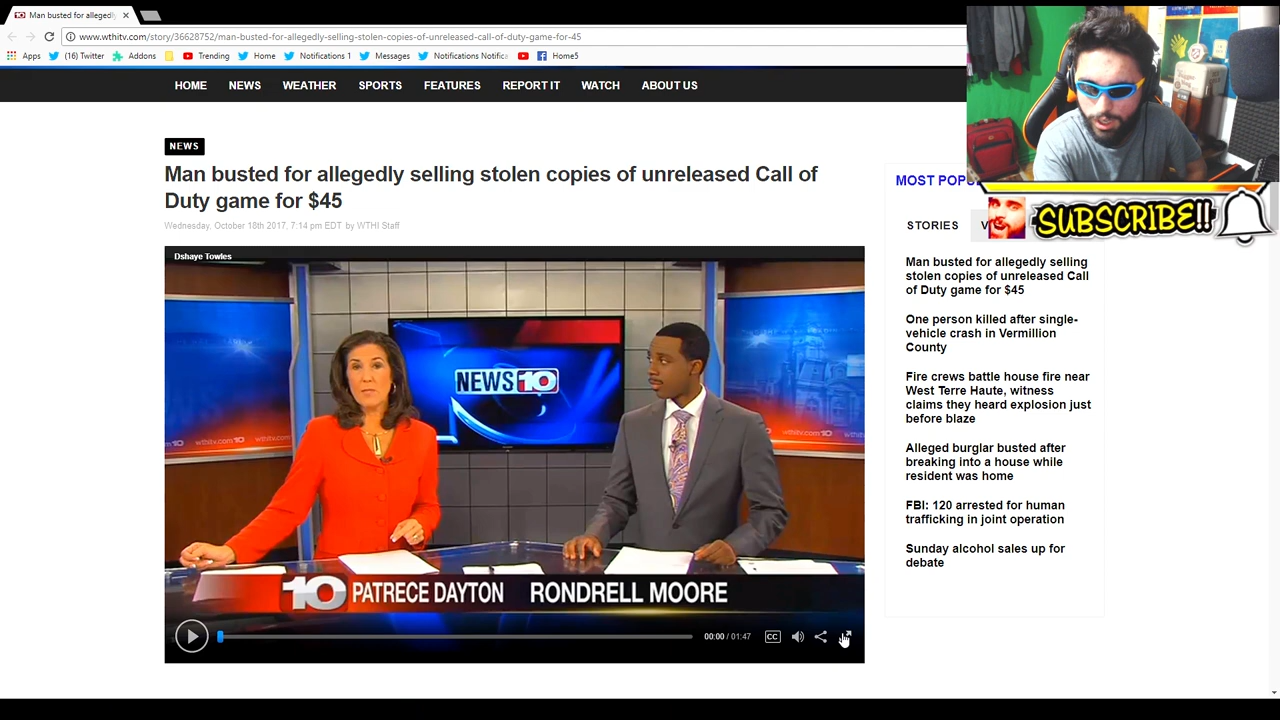 Man busted for allegedly
www.wthitv.com/story/36628752/man-busted-for-allegedly-selling-stolen-copies-of-unreleased-call-of-duty-game-for-45
Apps (16) Twitter Addons Trending Home Notifications 1 Messages Notifications Notific Home5
HOME NEWS WEATHER SPORTS FEATURES REPORT IT WATCH ABOUT US
NEWS
Man busted for allegedly selling stolen copies of unreleased Call of
Duty game for $45
Wednesday, October 18th 2017, 7:14 pm EDT by WTHI Staff
Dshaye Towles
NEWS 10
wthitv.com 10
10 PATRECE DAYTON RONDRELL MOORE
00:00 / 01:47 CC
MOST POPU
SUBSCRIBE!!
STORIES V
Man busted for allegedly selling
stolen copies of unreleased Call
of Duty game for $45
One person killed after single-
vehicle crash in Vermillion
County
Fire crews battle house fire near
West Terre Haute, witness
claims they heard explosion just
before blaze
Alleged burglar busted after
breaking into a house while
resident was home
FBI: 120 arrested for human
trafficking in joint operation
Sunday alcohol sales up for
debate